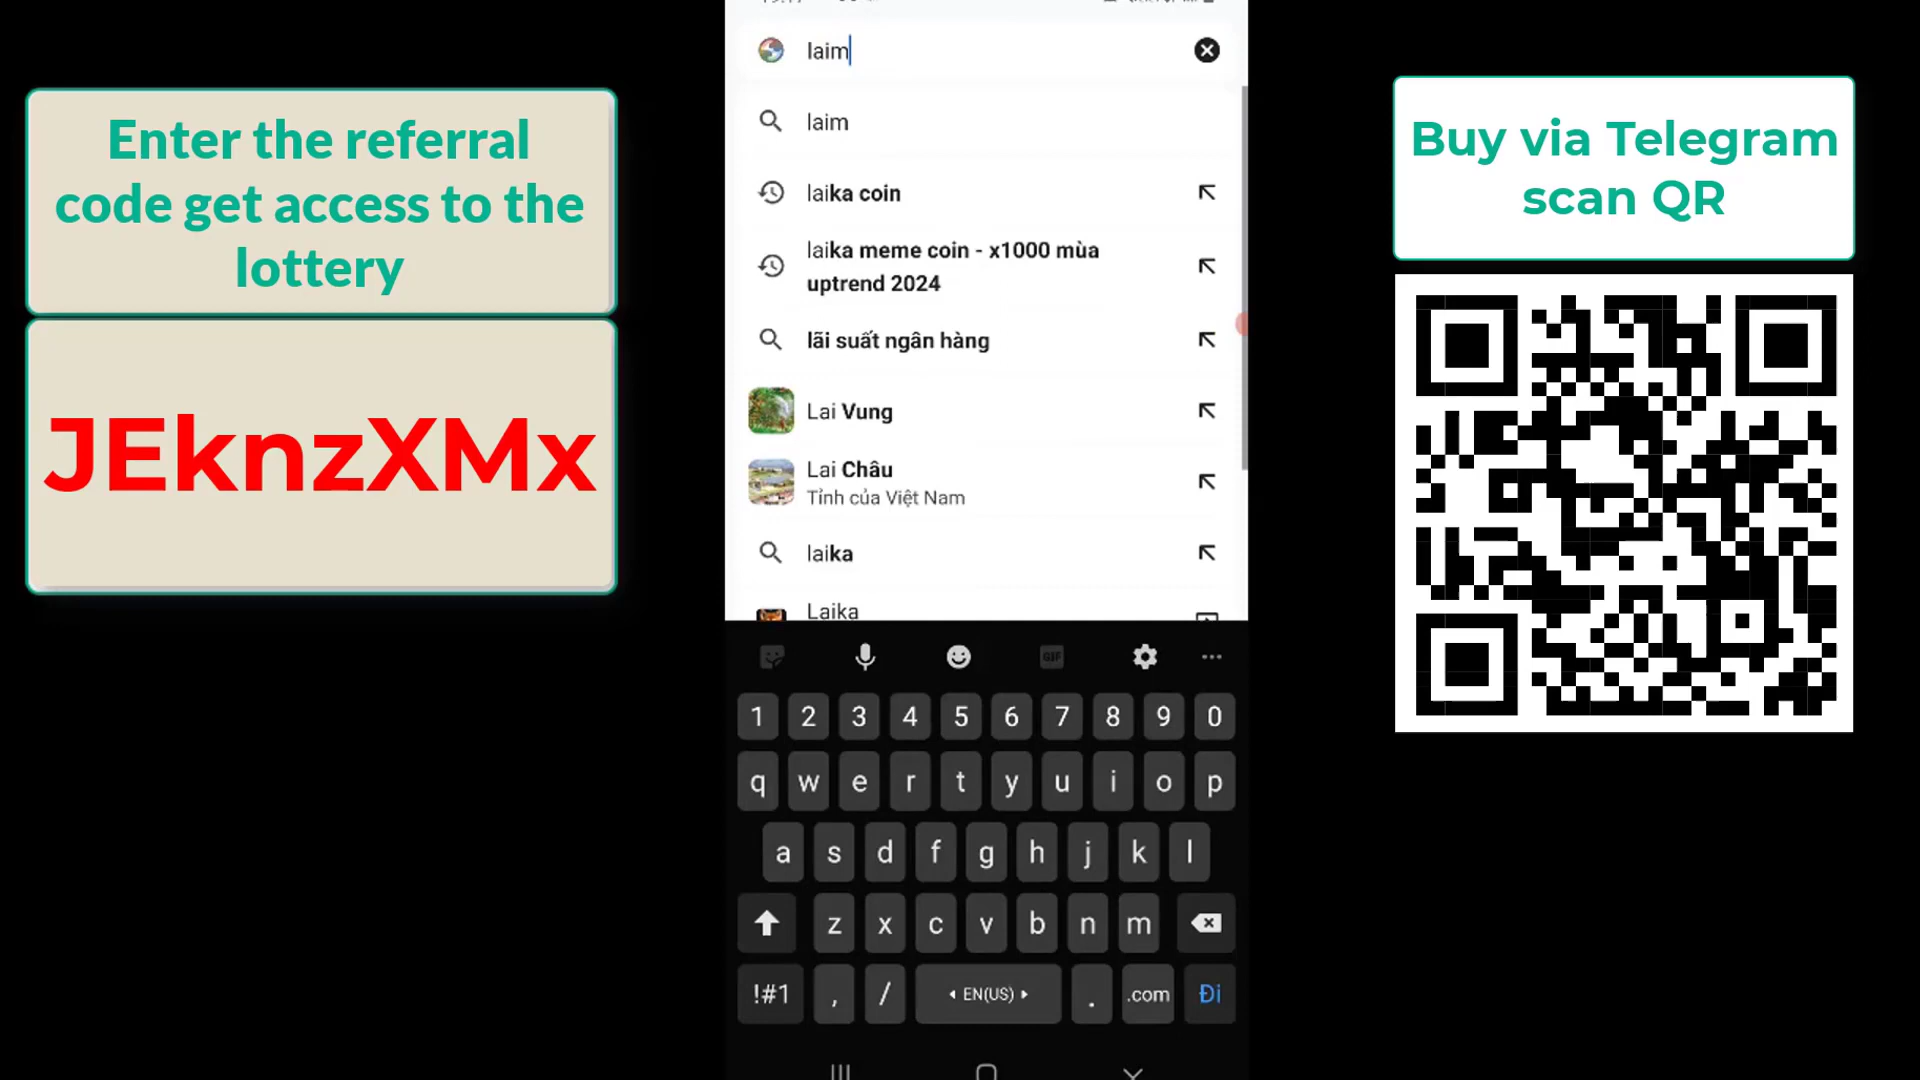 Enter the referral
code get access to the
lottery
JEknzXMx
laim
laim
laika coin
laika meme coin - x1000 mùa
uptrend 2024
lãi suất ngân hàng
Lai Vung
Lai Châu
Tỉnh của Việt Nam
laika
Laika
GIF
1 2 3 4 5 6 7 8 9 0
q w e r t y u i o p
a s d f g h j k l
z x c v b n m
!#1 , / EN(US) . .com Đi
Buy via Telegram
scan QR